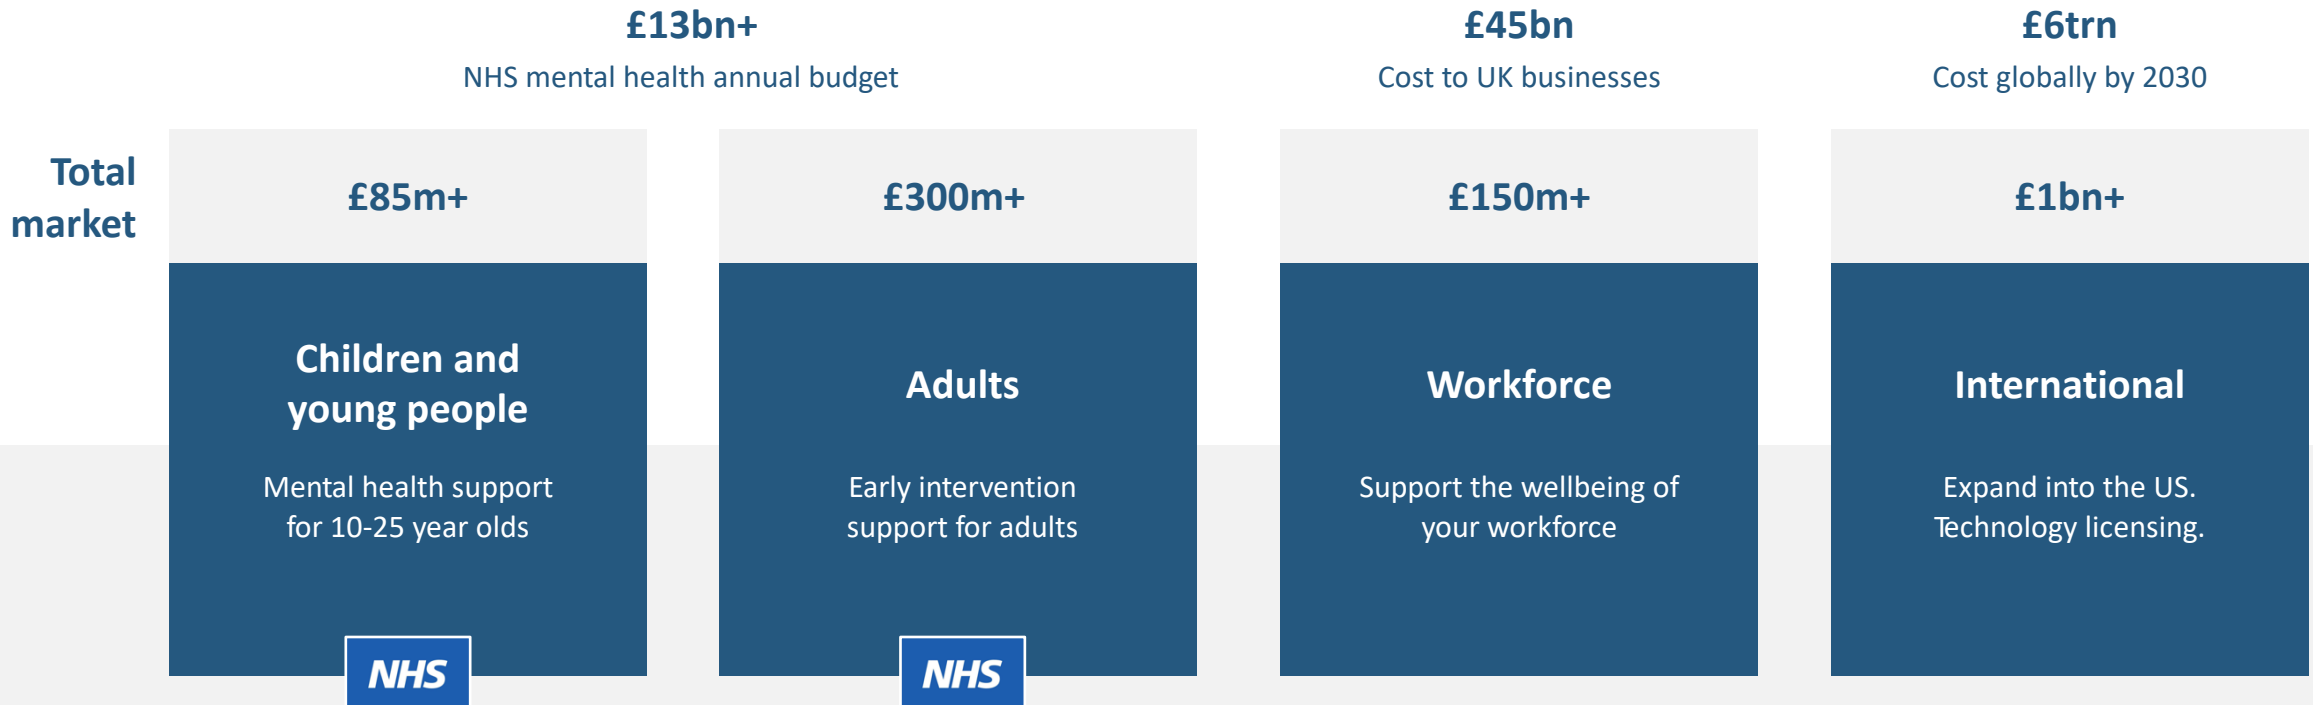 £13bn+
NHS mental health annual budget
£45bn
Cost to UK businesses
£6trn
Cost globally by 2030
Total
market
£85m+
£300m+
£150m+
£1bn+
Children and
young people
Mental health support
for 10-25 year olds
NHS
Adults
Early intervention
support for adults
NHS
Workforce
Support the wellbeing of
your workforce
International
Expand into the US.
Technology licensing.